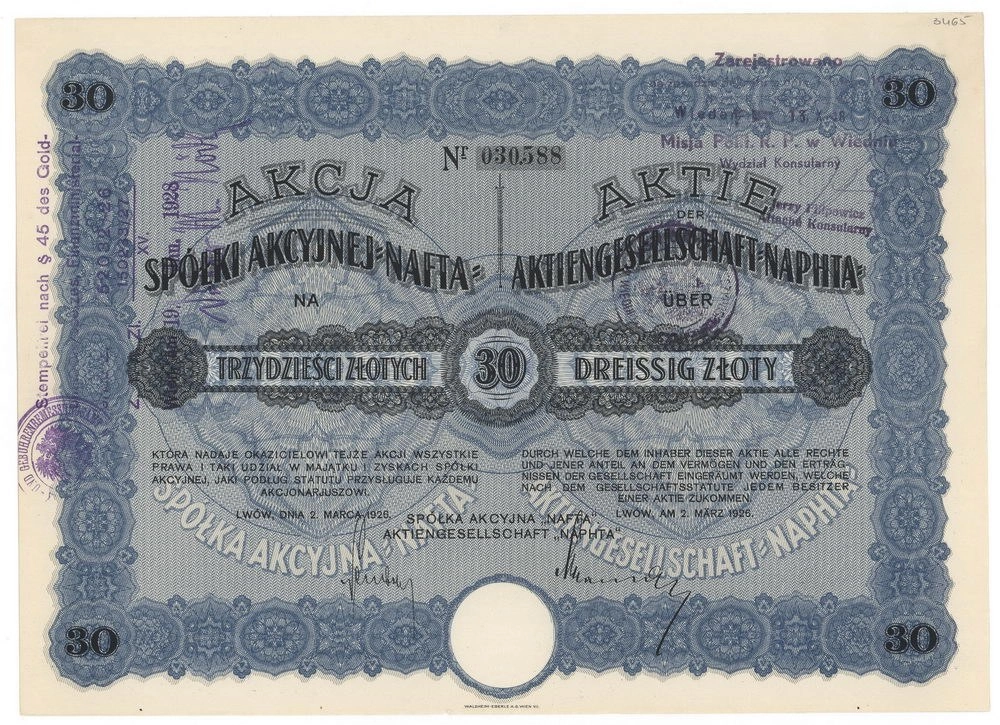 3465
30
30
Zarejestrowano
Misja Pol. R. P. w Wiedniu
Wydział Konsularny
Nr 030,588
AKCJA
SPÓŁKI AKCYJNEJ „NAFTA”
NA
TRZYDZIEŚCI ZŁOTYCH
AKTIE
DER
AKTIENGESELLSCHAFT „NAPHTA”
ÜBER
DREISSIG ZŁOTY
30
KTÓRA NADAJE OKAZICIELOWI TEJŻE AKCJI WSZYSTKIE
PRAWA I TAKI UDZIAŁ W MAJĄTKU I ZYSKACH SPÓŁKI
AKCYJNEJ, JAKI PODŁUG STATUTU PRZYSŁUGUJE KAŻDEMU
AKCJONARJUSZOWI.
LWÓW, DNIA 2. MARCA 1926.
DURCH WELCHE DEM INHABER DIESER AKTIE ALLE RECHTE
UND JENER ANTEIL AN DEM VERMÖGEN UND DEN ERTRÄG-
NISSEN DER GESELLSCHAFT EINGERÄUMT WERDEN, WELCHE
NACH DEM GESELLSCHAFTSSTATUTE JEDEM BESITZER
EINER AKTIE ZUKOMMEN.
LWÓW, AM 2. MÄRZ 1926.
SPÓŁKA AKCYJNA „NAFTA”
AKTIENGESELLSCHAFT „NAPHTA”
SPÓŁKA AKCYJNA „NAFTA”
AKTIENGESELLSCHAFT „NAPHTA”
30
30
WALDHEIM-EBERLE A.G. WIEN VII.
Stempelfrei nach § 45 des Gold-
1928